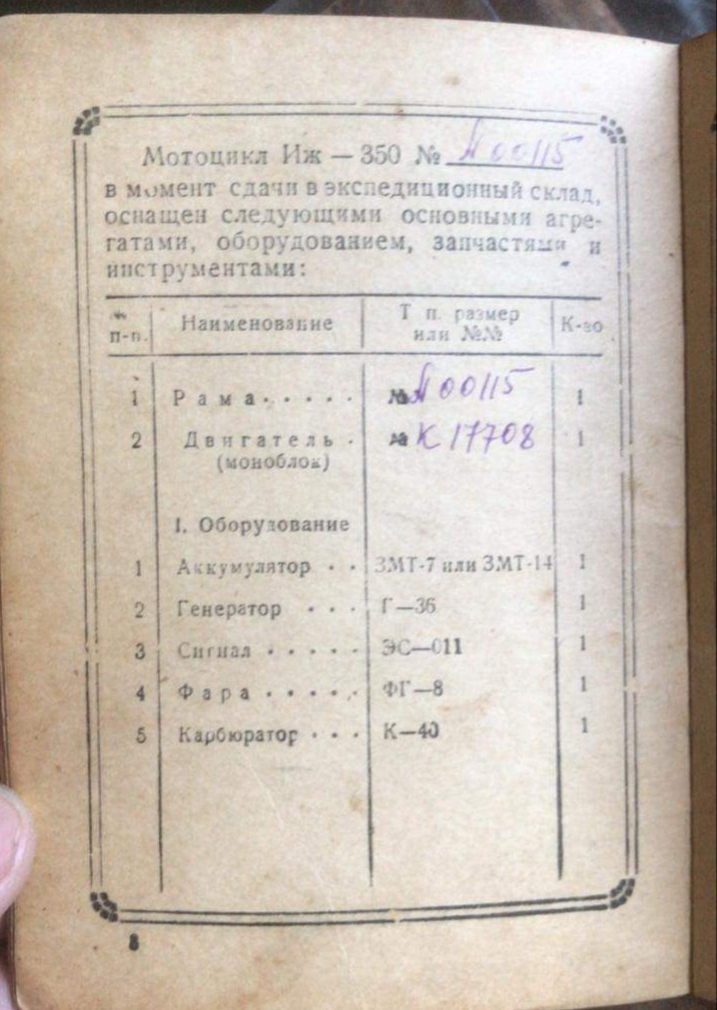 Мотоцикл Иж — 350 № А 00115
в момент сдачи в экспедиционный склад,
оснащен следующими основными агре-
гатами, оборудованием, запчастями и
инструментами:
№ п-п. Наименование Т п. размер или №№ К-во
1 Рама № А 00115 1
2 Двигатель № К 17708 1
(моноблок)
I. Оборудование
1 Аккумулятор ЗМТ-7 или ЗМТ-14 1
2 Генератор Г—36 1
3 Сигнал ЭС—011 1
4 Фара ФГ—8 1
5 Карбюратор К—40 1
8